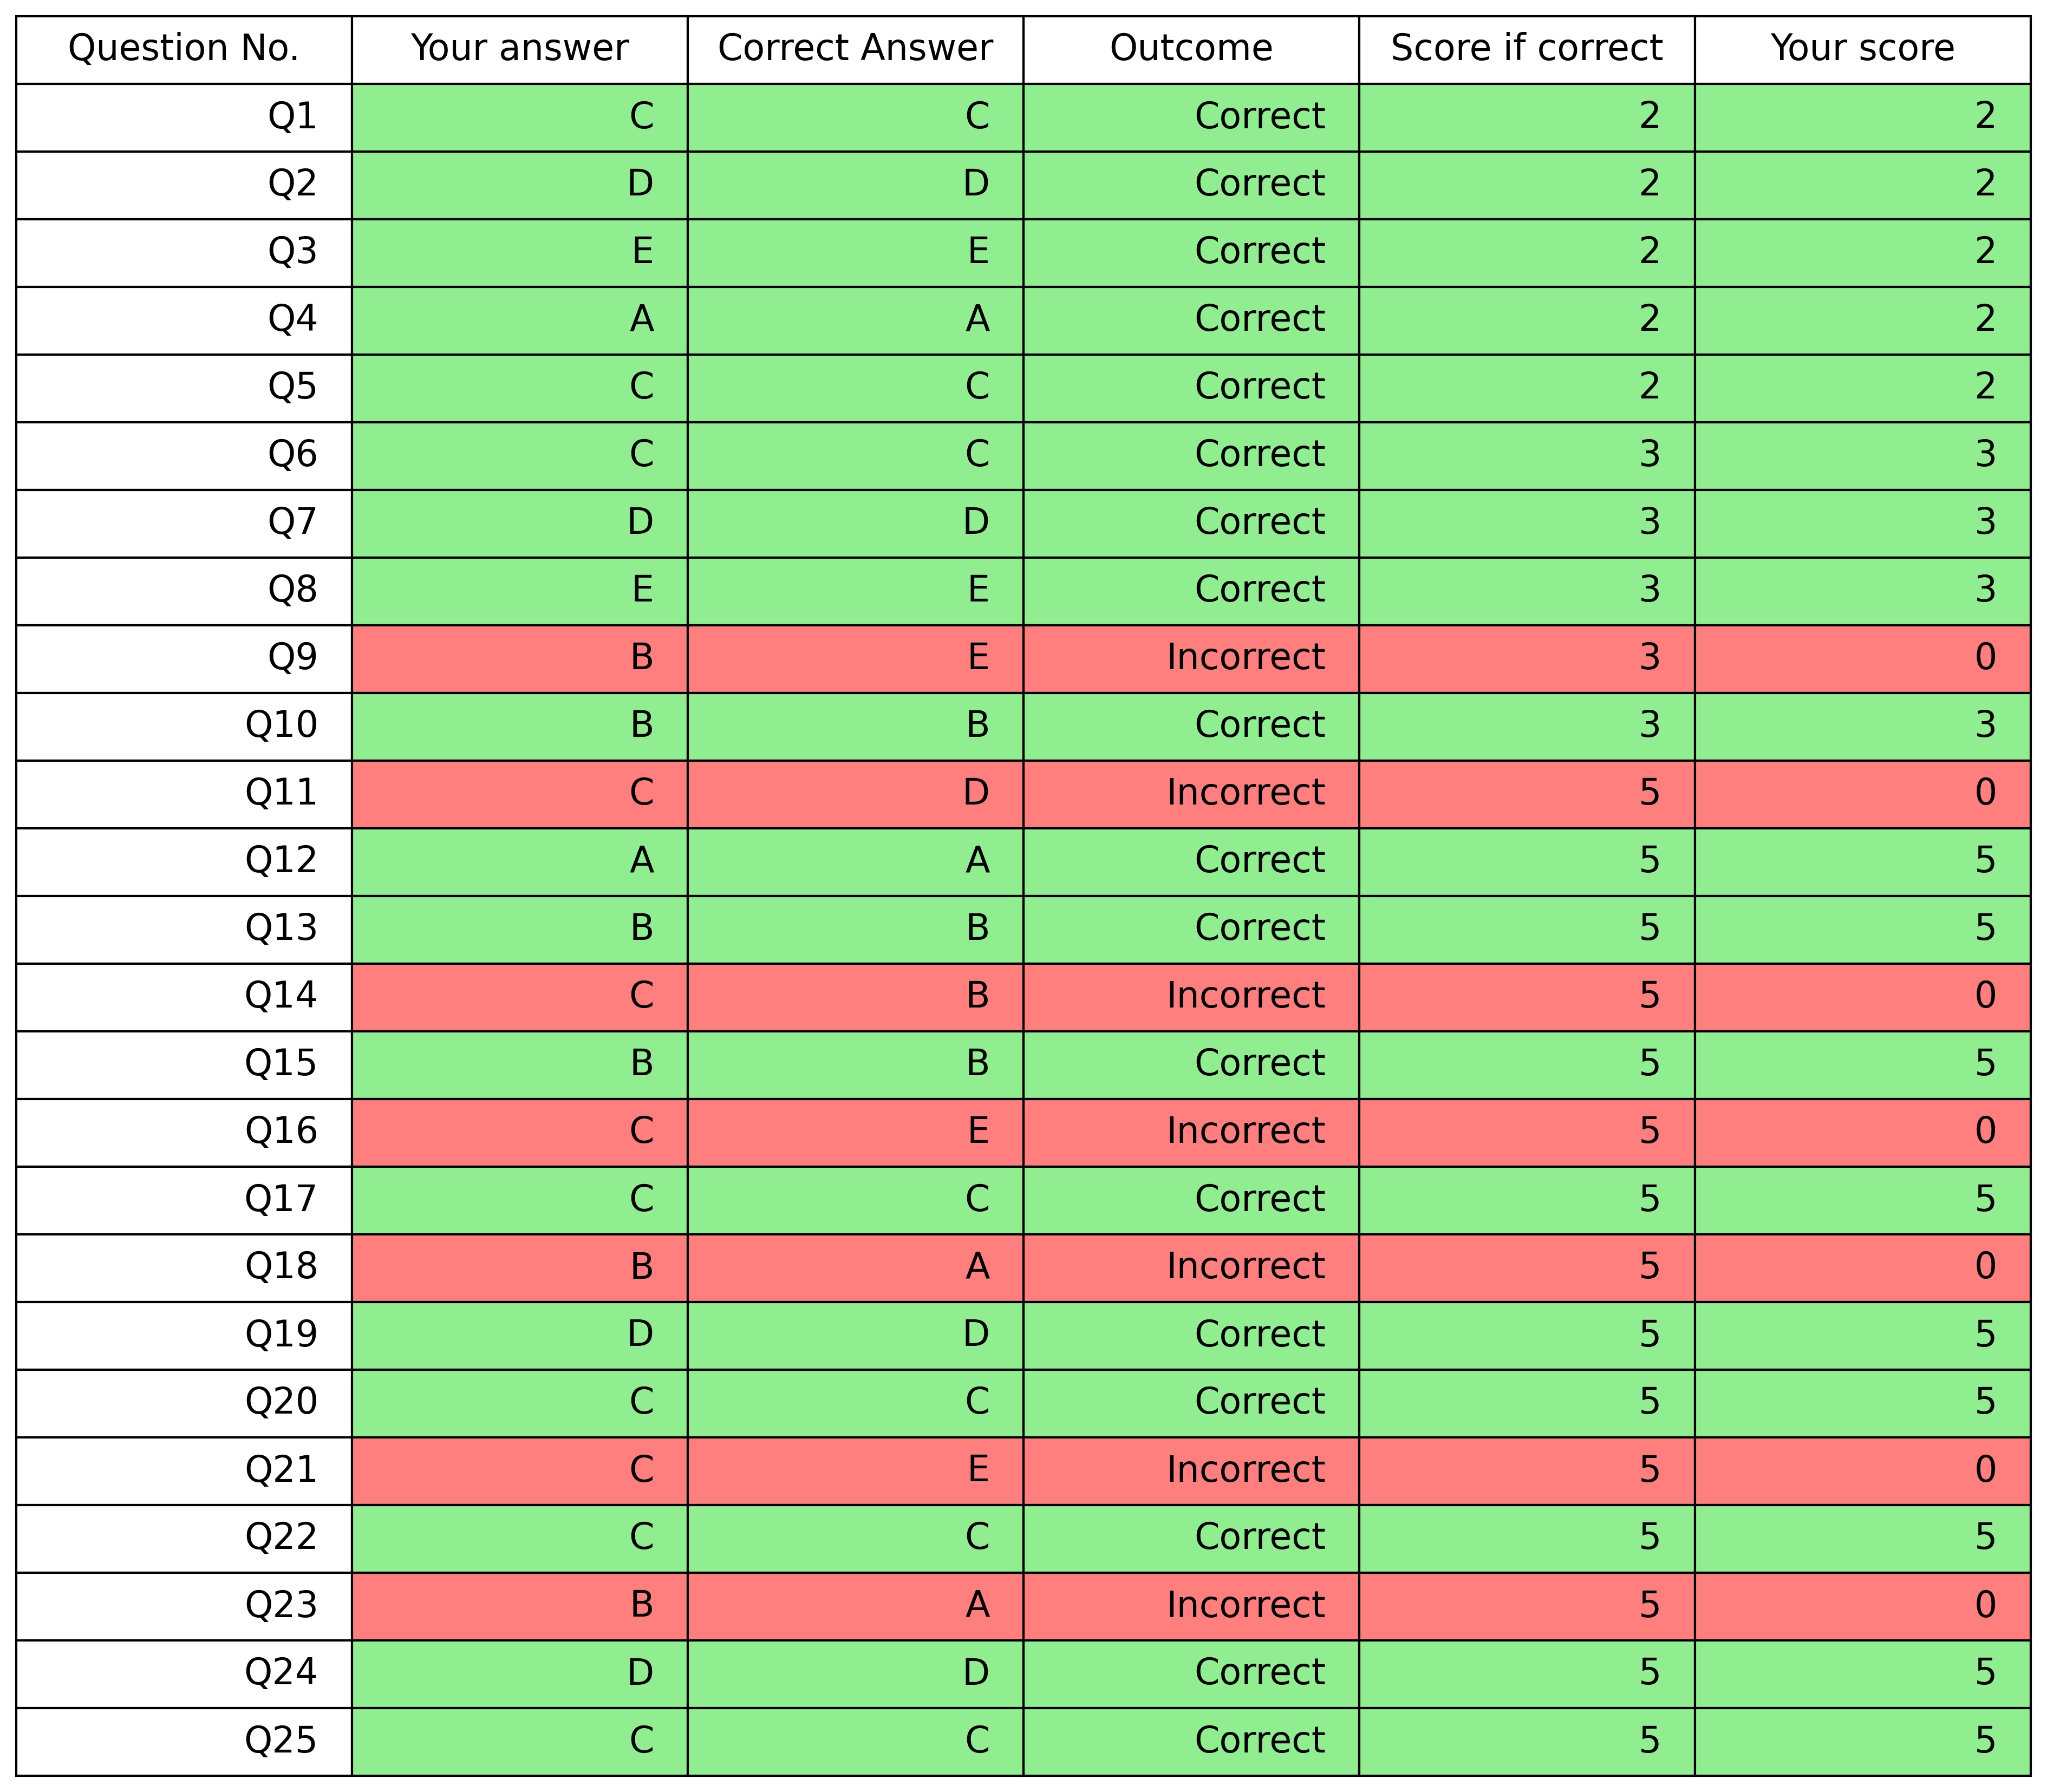 Question No. Your answer Correct Answer Outcome Score if correct Your score
Q1 C C Correct 2 2
Q2 D D Correct 2 2
Q3 E E Correct 2 2
Q4 A A Correct 2 2
Q5 C C Correct 2 2
Q6 C C Correct 3 3
Q7 D D Correct 3 3
Q8 E E Correct 3 3
Q9 B E Incorrect 3 0
Q10 B B Correct 3 3
Q11 C D Incorrect 5 0
Q12 A A Correct 5 5
Q13 B B Correct 5 5
Q14 C B Incorrect 5 0
Q15 B B Correct 5 5
Q16 C E Incorrect 5 0
Q17 C C Correct 5 5
Q18 B A Incorrect 5 0
Q19 D D Correct 5 5
Q20 C C Correct 5 5
Q21 C E Incorrect 5 0
Q22 C C Correct 5 5
Q23 B A Incorrect 5 0
Q24 D D Correct 5 5
Q25 C C Correct 5 5